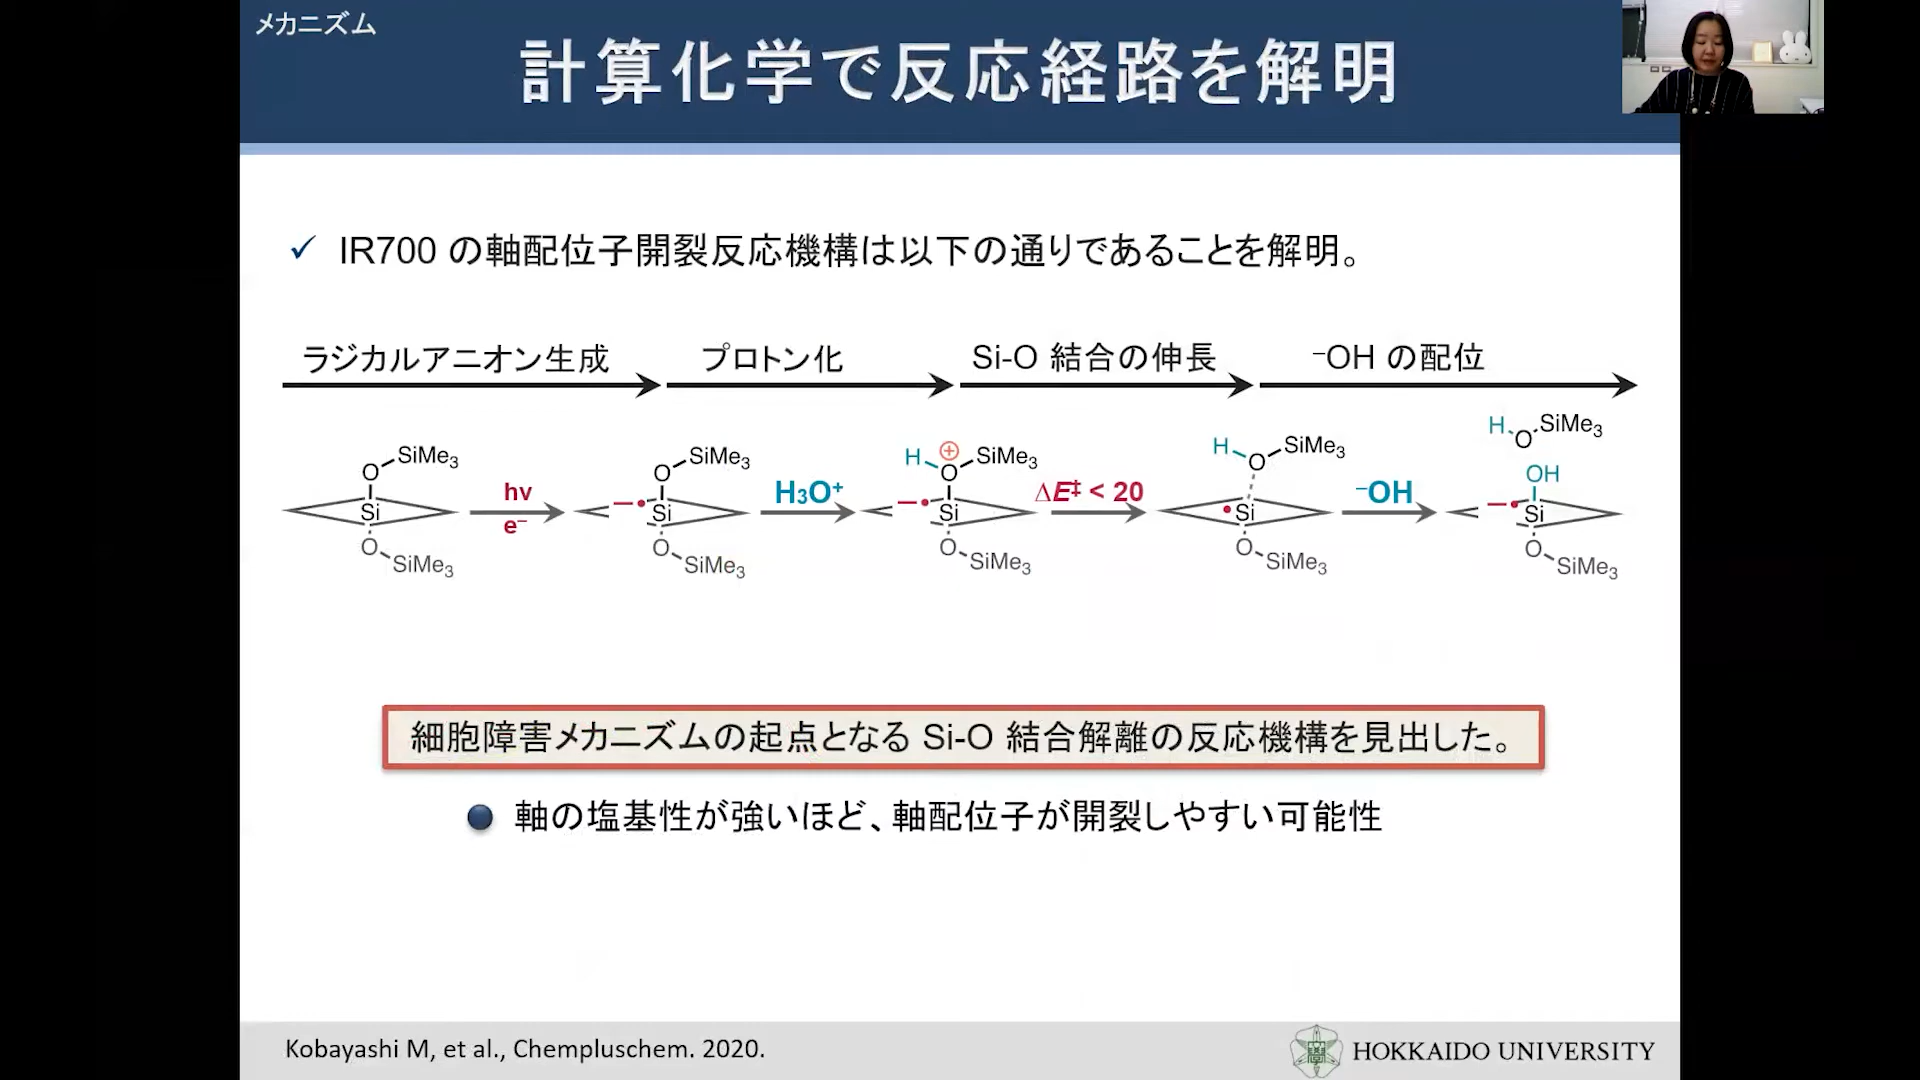 メカニズム
計算化学で反応経路を解明
✓ IR700 の軸配位子開裂反応機構は以下の通りであることを解明。
ラジカルアニオン生成 プロトン化 Si-O 結合の伸長 ⁻OH の配位
O SiMe₃ Si O SiMe₃
hν
e⁻
O SiMe₃ − • Si O SiMe₃
H₃O⁺
H ⊕ O SiMe₃ − • Si O SiMe₃
ΔE‡ < 20
H O SiMe₃ • Si O SiMe₃
⁻OH
H O SiMe₃
OH − • Si O SiMe₃
細胞障害メカニズムの起点となる Si-O 結合解離の反応機構を見出した。
● 軸の塩基性が強いほど、軸配位子が開裂しやすい可能性
Kobayashi M, et al., Chempluschem. 2020.
HOKKAIDO UNIVERSITY